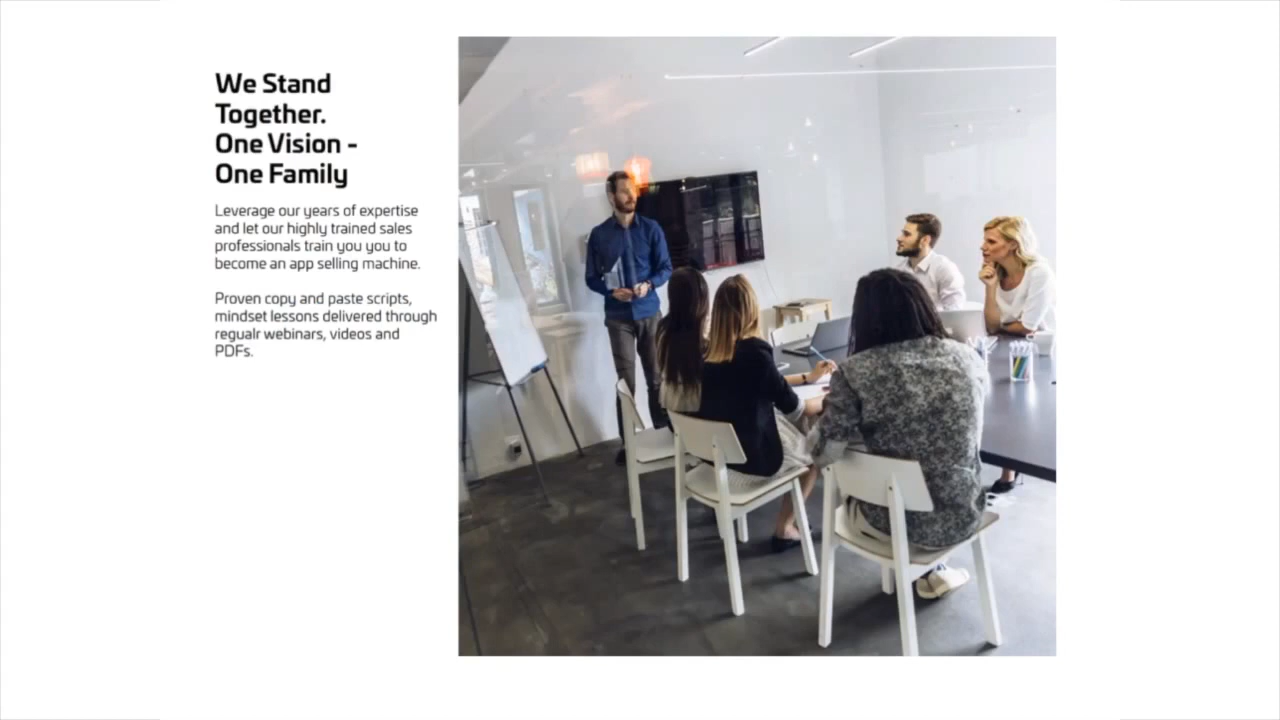 We Stand
Together.
One Vision -
One Family
Leverage our years of expertise
and let our highly trained sales
professionals train you you to
become an app selling machine.
Proven copy and paste scripts,
mindset lessons delivered through
regualr webinars, videos and
PDFs.